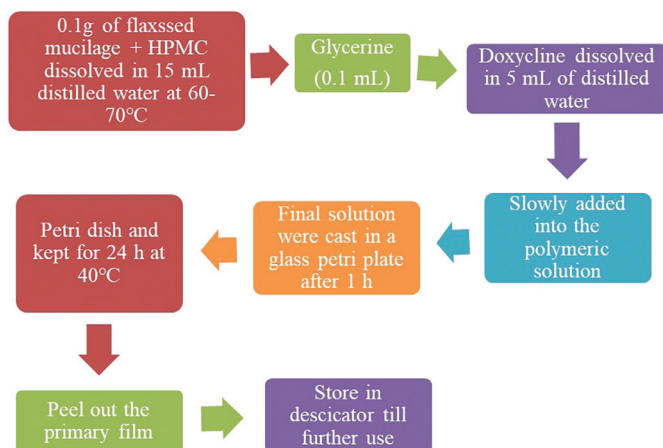 0.1g of flaxssed
mucilage + HPMC
dissolved in 15 mL
distilled water at 60-
70°C
Glycerine
(0.1 mL)
Doxycline dissolved
in 5 mL of distilled
water
Slowly added
into the
polymeric
solution
Final solution
were cast in a
glass petri plate
after 1 h
Petri dish and
kept for 24 h at
40°C
Peel out the
primary film
Store in
descicator till
further use